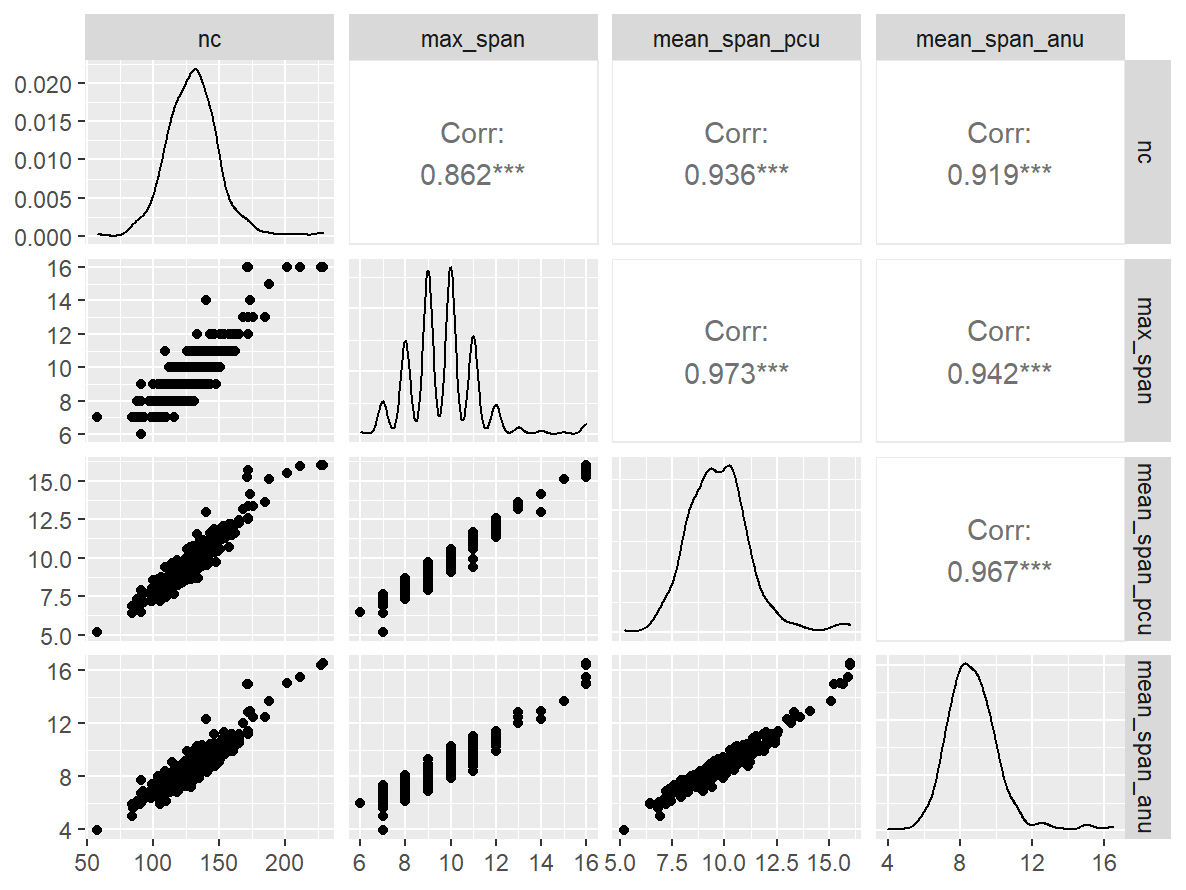 nc
max_span
mean_span_pcu
mean_span_anu
0.020
0.015
0.010
0.005
0.000
Corr:
0.862***
Corr:
0.936***
Corr:
0.919***
nc
16
14
12
10
8
6
Corr:
0.973***
Corr:
0.942***
max_span
15.0
12.5
10.0
7.5
5.0
Corr:
0.967***
mean_span_pcu
16
12
8
4
mean_span_anu
50 100 150 200
6 8 10 12 14 16
5.0 7.5 10.0 12.5 15.0
4 8 12 16